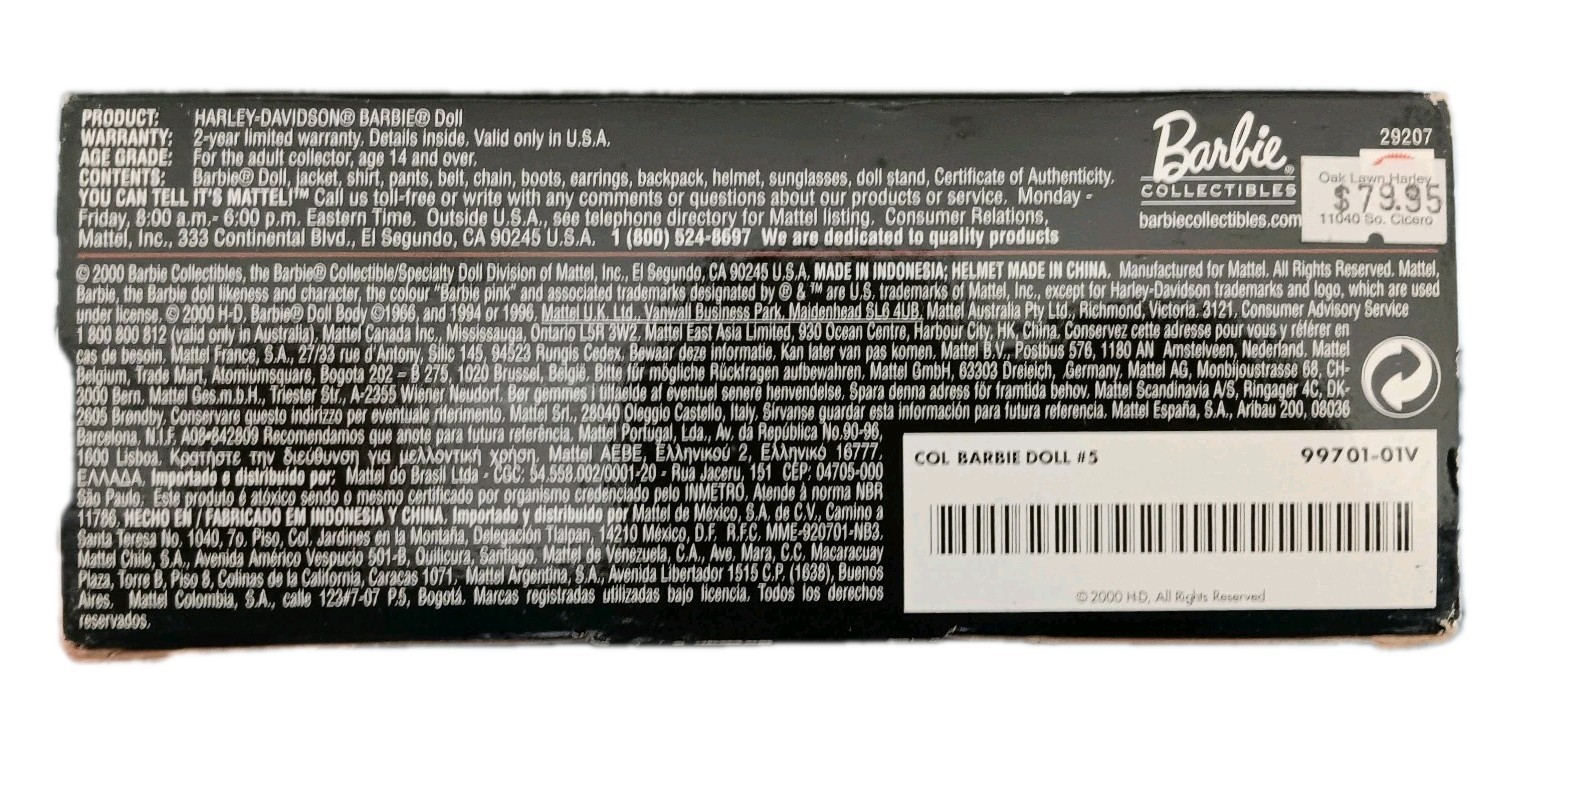 PRODUCT: HARLEY-DAVIDSON® BARBIE® Doll
WARRANTY: 2-year limited warranty. Details inside. Valid only in U.S.A.
AGE GRADE: For the adult collector, age 14 and over.
CONTENTS: Barbie® Doll, jacket, shirt, pants, belt, chain, boots, earrings, backpack, helmet, sunglasses, doll stand, Certificate of Authenticity.
YOU CAN TELL IT'S MATTEL!™ Call us toll-free or write with any comments or questions about our products or service. Monday -
Friday, 8:00 a.m.- 6:00 p.m. Eastern Time. Outside U.S.A., see telephone directory for Mattel listing. Consumer Relations,
Mattel, Inc., 333 Continental Blvd., El Segundo, CA 90245 U.S.A. 1 (800) 524-8697 We are dedicated to quality products
Barbie®
COLLECTIBLES
barbiecollectibles.com
29207
Oak Lawn Harley
$79.95
11040 So. Cicero
© 2000 Barbie Collectibles, the Barbie® Collectible/Specialty Doll Division of Mattel, Inc., El Segundo, CA 90245 U.S.A. MADE IN INDONESIA; HELMET MADE IN CHINA. Manufactured for Mattel. All Rights Reserved. Mattel,
Barbie, the Barbie doll likeness and character, the colour "Barbie pink" and associated trademarks designated by ® & ™ are U.S. trademarks of Mattel, Inc., except for Harley-Davidson trademarks and logo, which are used
under license. © 2000 H-D. Barbie® Doll Body ©1966, and 1994 or 1996. Mattel U.K. Ltd., Vanwall Business Park, Maidenhead SL6 4UB. Mattel Australia Pty Ltd., Richmond, Victoria. 3121. Consumer Advisory Service
1 800 800 812 (valid only in Australia). Mattel Canada Inc., Mississauga, Ontario L5R 3W2. Mattel East Asia Limited, 930 Ocean Centre, Harbour City, HK, China. Conservez cette adresse pour vous y référer en
cas de besoin, Mattel France, S.A., 27/33 rue d'Antony, Silic 145, 94523 Rungis Cedex. Bewaar deze informatie. Kan later van pas komen. Mattel B.V., Postbus 576, 1180 AN Amstelveen, Nederland. Mattel
Belgium, Trade Mart, Atomiumsquare, Bogota 202 - B 275, 1020 Brussel, België. Bitte für mögliche Rückfragen aufbewahren. Mattel GmbH, 63303 Dreieich, Germany. Mattel AG, Monbijoustrasse 68, CH-
3000 Bern. Mattel Ges.m.b.H., Triester Str., A-2355 Wiener Neudorf. Bør gemmes i tilfælde af eventuel senere henvendelse. Spara denna adress för framtida behov. Mattel Scandinavia A/S, Ringager 4C, DK-
2605 Brøndby. Conservare questo indirizzo per eventuale riferimento. Mattel Srl., 28040 Oleggio Castello, Italy. Sírvanse guardar esta información para futura referencia. Mattel España, S.A., Aribau 200, 08036
Barcelona. N.I.F. A08-842809 Recomendamos que anote para futura referência. Mattel Portugal, Lda., Av. da República No.90-96,
1600 Lisboa. Κρατήστε την διεύθυνση για μελλοντική χρήση. Mattel AEBE, Ελληνικού 2, Ελληνικό 16777,
ΕΛΛΑΔΑ. Importado e distribuido por: Mattel do Brasil Ltda - CGC: 54.558.002/0001-20 - Rua Jaceru, 151 CEP: 04705-000
São Paulo. Este produto é atóxico sendo o mesmo certificado por organismo credenciado pelo INMETRO, Atende à norma NBR
11786. HECHO EN / FABRICADO EN INDONESIA Y CHINA. Importado y distribuido por Mattel de México, S.A. de C.V., Camino a
Santa Teresa No. 1040, 7o. Piso, Col. Jardines en la Montaña, Delegación Tlalpan, 14210 México, D.F. R.F.C. MME-920701-NB3.
Mattel Chile, S.A., Avenida Américo Vespucio 501-B, Quilicura, Santiago. Mattel de Venezuela, C.A., Ave. Mara, C.C. Macaracuay
Plaza, Torre B, Piso 8, Colinas de la California, Caracas 1071. Mattel Argentina, S.A., Avenida Libertador 1515 C.P. (1638), Buenos
Aires. Mattel Colombia, S.A., calle 123#7-07 P.5, Bogotá. Marcas registradas utilizadas bajo licencia. Todos los derechos
reservados.
COL BARBIE DOLL #5 99701-01V
© 2000 H-D, All Rights Reserved